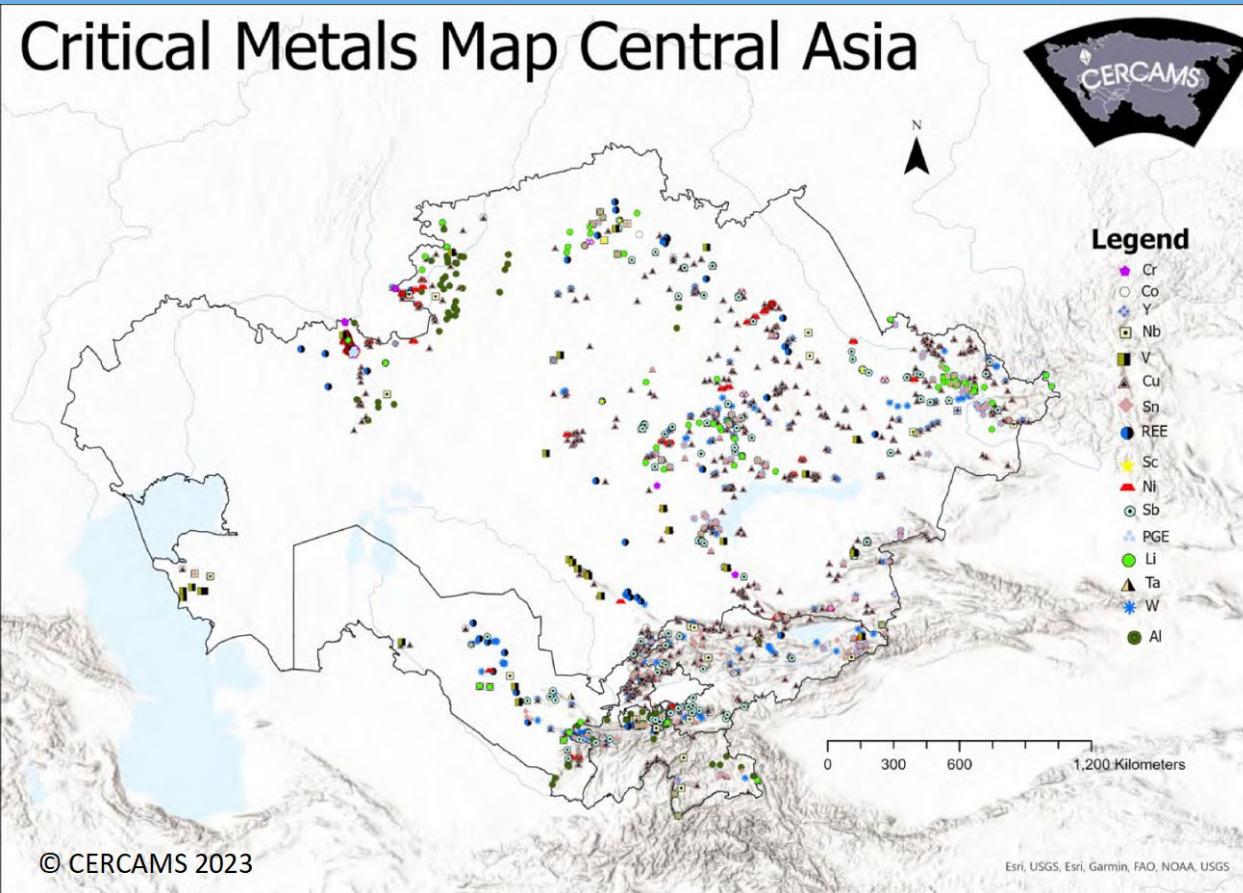 Critical Metals Map Central Asia
CERCAMS
N
Legend
Cr
Co
Y
Nb
V
Cu
Sn
REE
Sc
Ni
Sb
PGE
Li
Ta
W
Al
0 300 600 1,200 Kilometers
© CERCAMS 2023
Esri, USGS, Esri, Garmin, FAO, NOAA, USGS